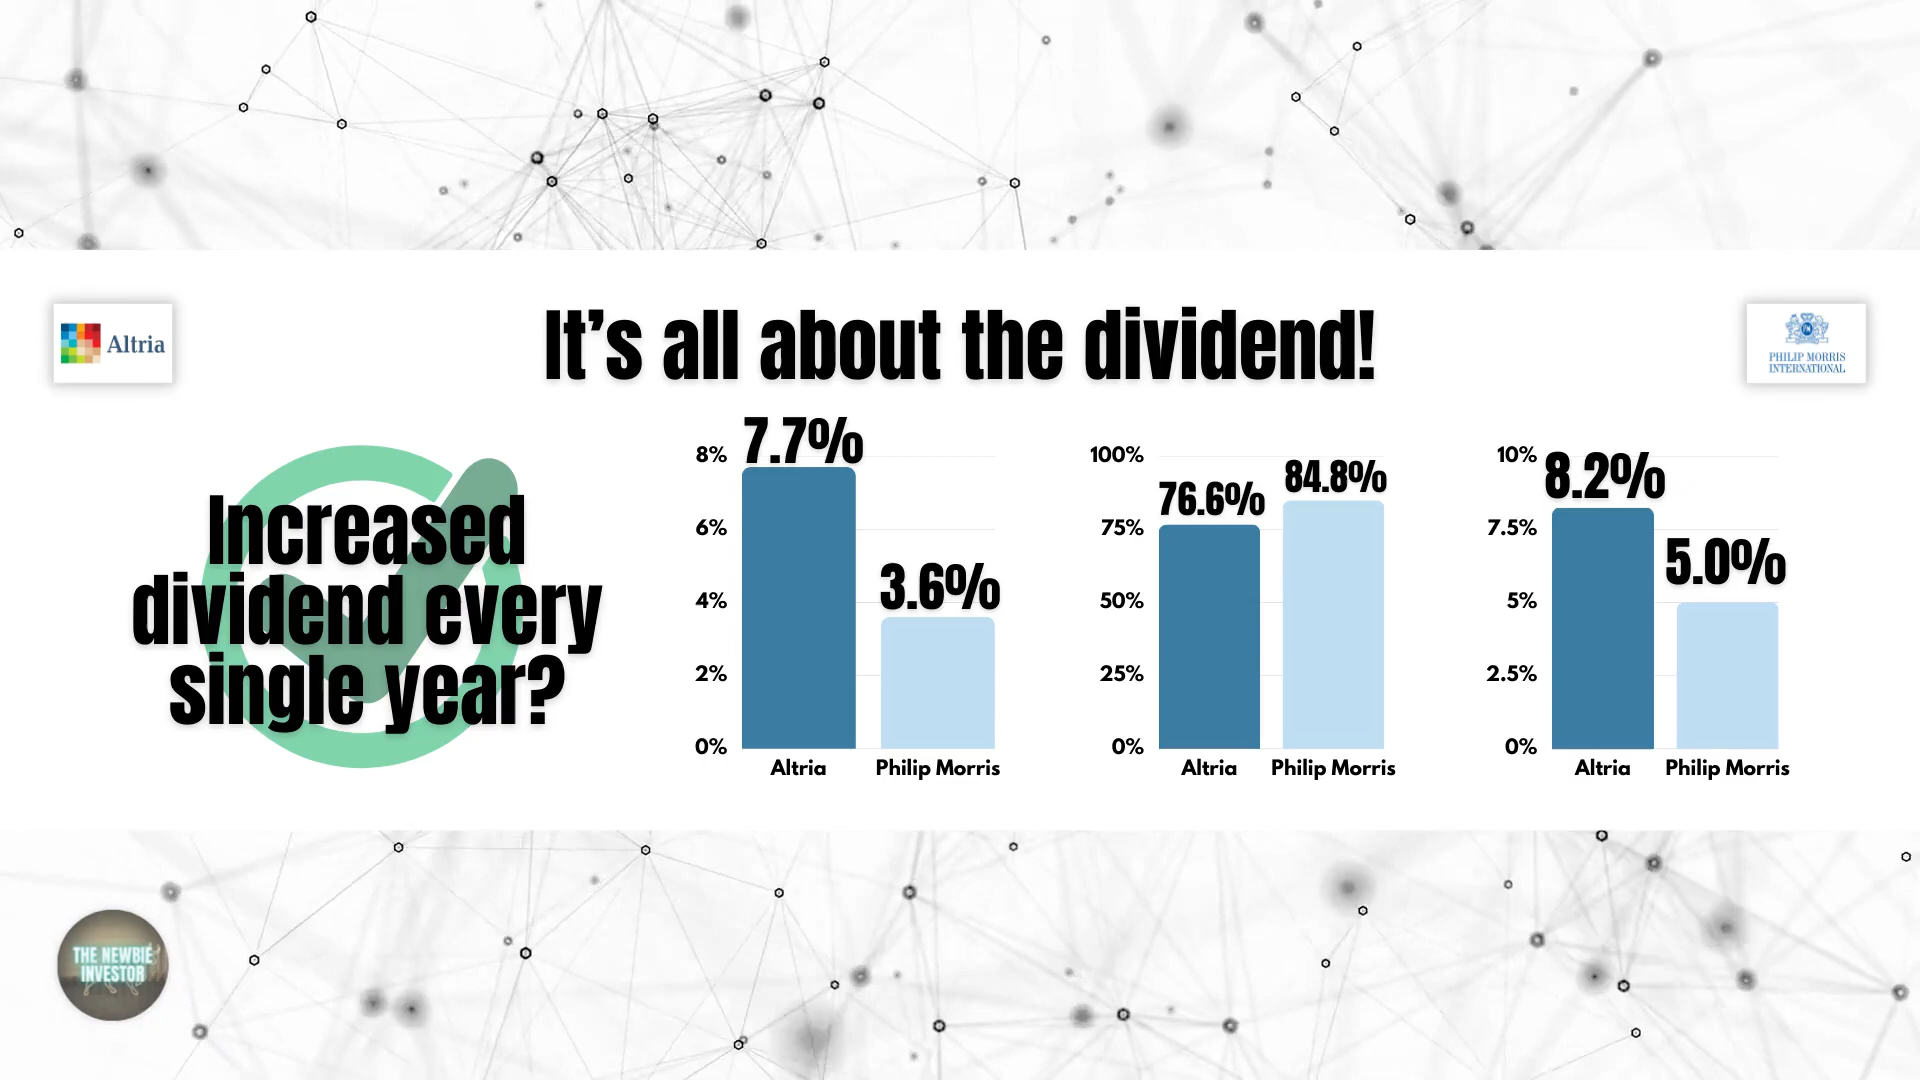 Altria
It's all about the dividend!
PHILIP MORRIS
INTERNATIONAL
Increased
dividend every
single year?
7.7%
3.6%
8%
6%
4%
2%
0%
Altria
Philip Morris
76.6%
84.8%
100%
75%
50%
25%
0%
Altria
Philip Morris
8.2%
5.0%
10%
7.5%
5%
2.5%
0%
Altria
Philip Morris
THE NEWBIE
INVESTOR